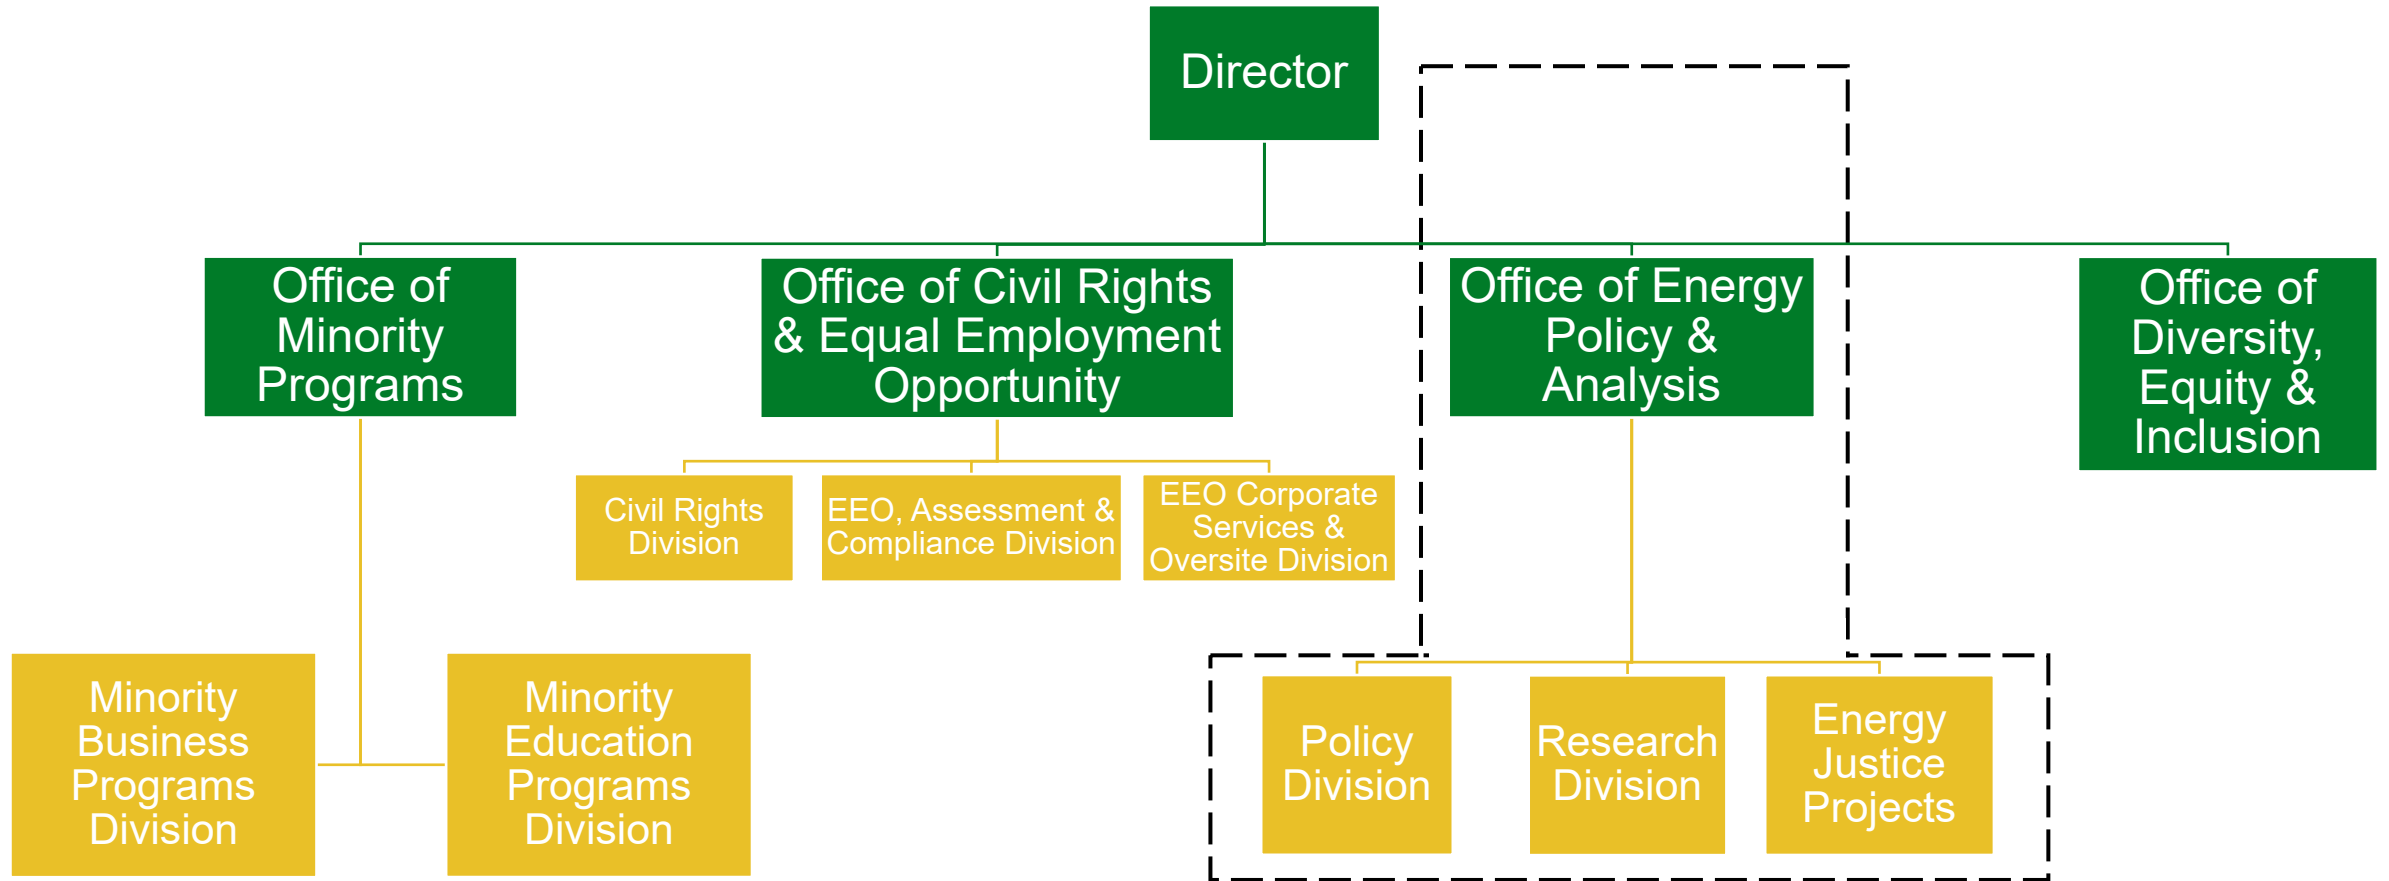 Director
Office of
Minority
Programs
Office of Civil Rights
& Equal Employment
Opportunity
Office of Energy
Policy &
Analysis
Office of
Diversity,
Equity &
Inclusion
Civil Rights
Division
EEO, Assessment &
Compliance Division
EEO Corporate
Services &
Oversite Division
Minority
Business
Programs
Division
Minority
Education
Programs
Division
Policy
Division
Research
Division
Energy
Justice
Projects